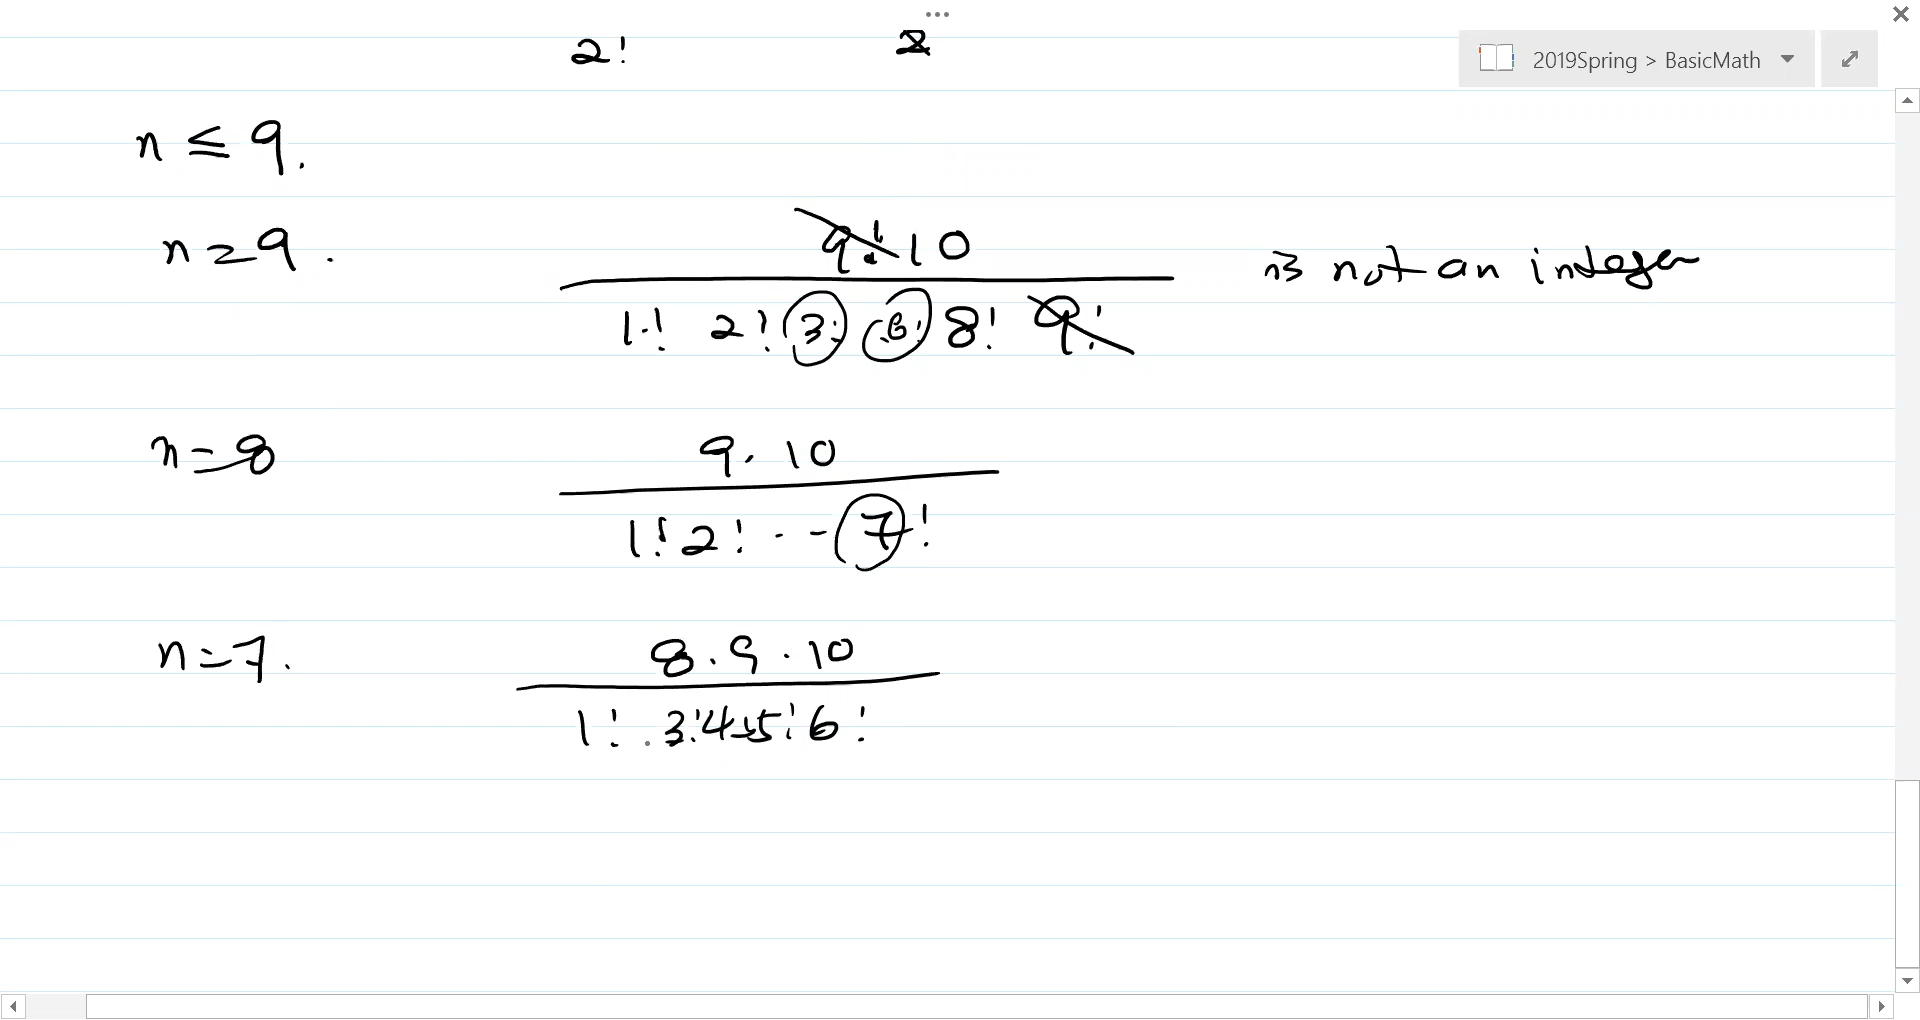 2! 2
2019Spring > BasicMath
n ≤ 9.
n = 9.
9! 10
1! 2! 3! 8! 9!
is not an integer
n = 8
9. 10
1! 2! .. - 7!
n = 7.
8 . 9 . 10
1! . 3! 4! 5! 6!